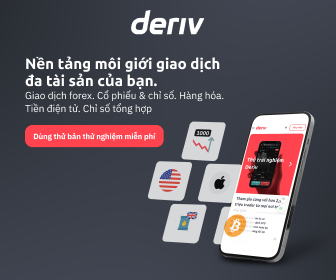 deriv
Nền tảng môi giới giao dịch
đa tài sản của bạn.
Giao dịch forex. Cổ phiếu & chỉ số. Hàng hóa.
Tiền điện tử. Chỉ số tổng hợp
Dùng thử bản thử nghiệm miễn phí
1000
deriv
Thử trải nghiệm
Deriv